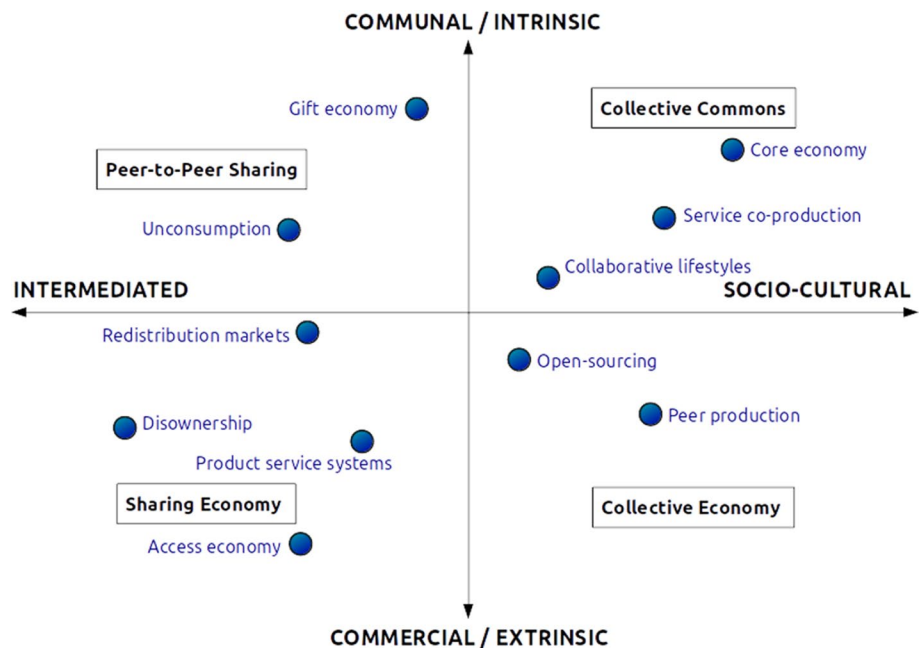 COMMUNAL / INTRINSIC
Gift economy
Collective Commons
Core economy
Peer-to-Peer Sharing
Service co-production
Unconsumption
Collaborative lifestyles
INTERMEDIATED
SOCIO-CULTURAL
Redistribution markets
Open-sourcing
Disownership
Peer production
Product service systems
Sharing Economy
Collective Economy
Access economy
COMMERCIAL / EXTRINSIC